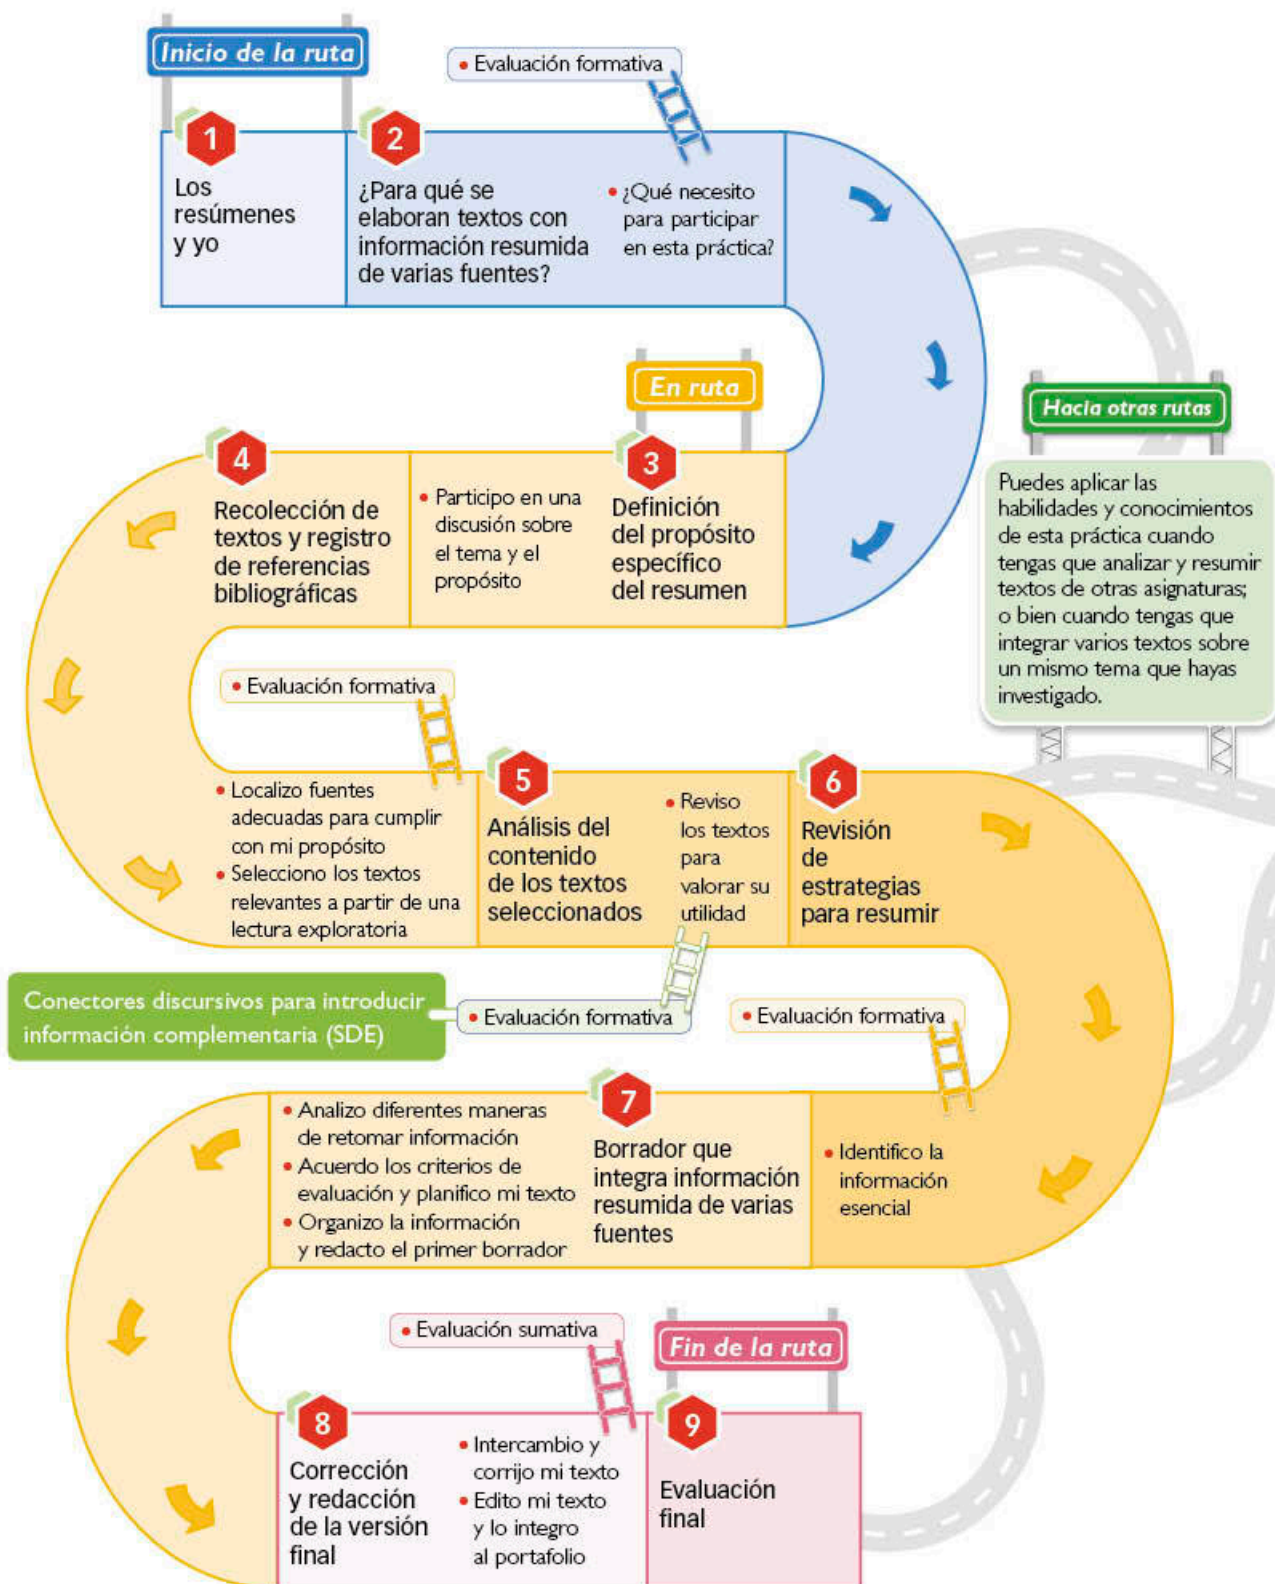 Inicio de la ruta
• Evaluación formativa
1
Los
resúmenes
y yo
2
¿Para qué se
elaboran textos con
información resumida
de varias fuentes?
• ¿Qué necesito
para participar
en esta práctica?
En ruta
3
Definición
del propósito
específico
del resumen
• Participo en una
discusión sobre
el tema y el
propósito
4
Recolección de
textos y registro
de referencias
bibliográficas
Hacia otras rutas
Puedes aplicar las
habilidades y conocimientos
de esta práctica cuando
tengas que analizar y resumir
textos de otras asignaturas;
o bien cuando tengas que
integrar varios textos sobre
un mismo tema que hayas
investigado.
• Evaluación formativa
• Localizo fuentes
adecuadas para cumplir
con mi propósito
• Selecciono los textos
relevantes a partir de una
lectura exploratoria
5
Análisis del
contenido
de los textos
seleccionados
• Reviso
los textos
para
valorar su
utilidad
6
Revisión
de
estrategias
para resumir
Conectores discursivos para introducir
información complementaria (SDE)
• Evaluación formativa
• Evaluación formativa
• Identifico la
información
esencial
7
Borrador que
integra información
resumida de varias
fuentes
• Analizo diferentes maneras
de retomar información
• Acuerdo los criterios de
evaluación y planifico mi texto
• Organizo la información
y redacto el primer borrador
• Evaluación sumativa
Fin de la ruta
8
Corrección
y redacción
de la versión
final
• Intercambio y
corrijo mi texto
• Edito mi texto
y lo integro
al portafolio
9
Evaluación
final